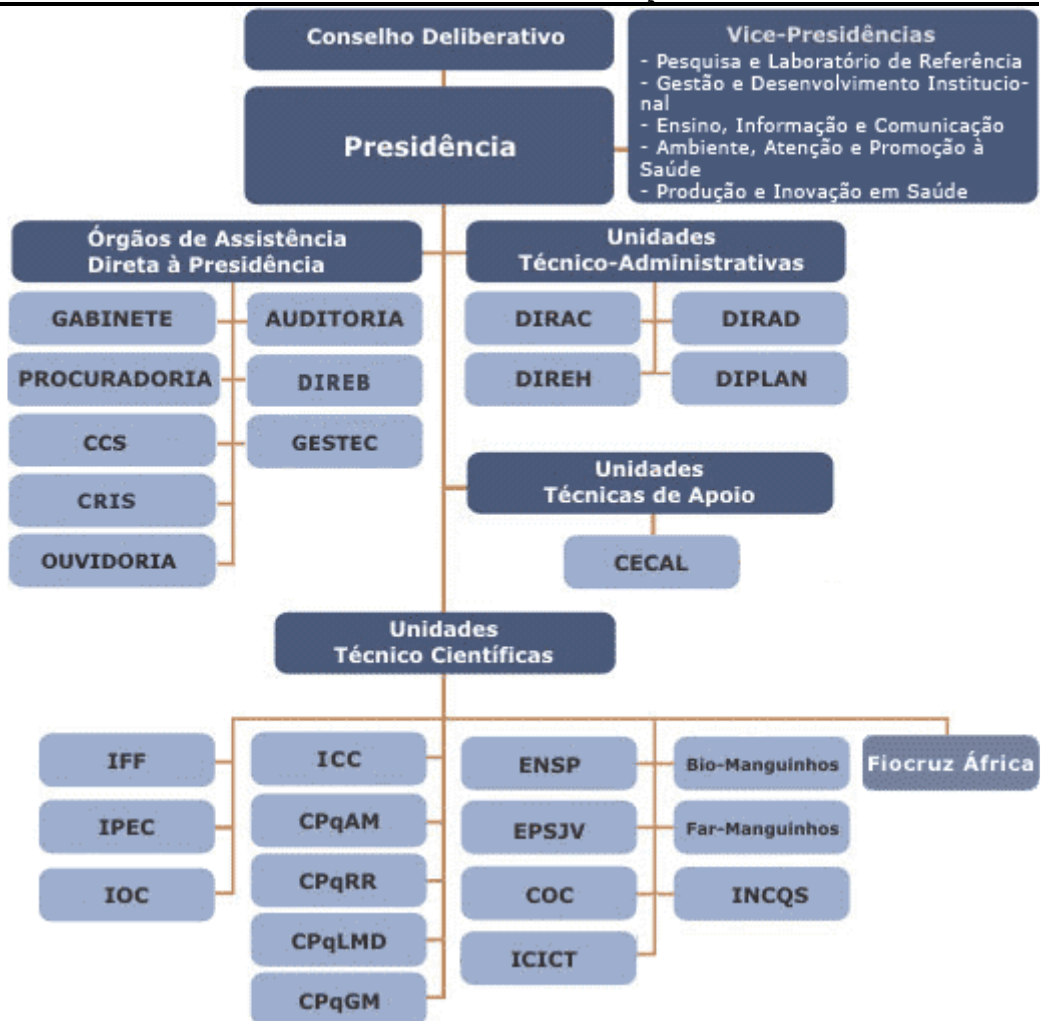 Conselho Deliberativo
Presidência
Vice-Presidências
- Pesquisa e Laboratório de Referência
- Gestão e Desenvolvimento Institucio-
nal
- Ensino, Informação e Comunicação
- Ambiente, Atenção e Promoção à
Saúde
- Produção e Inovação em Saúde
Órgãos de Assistência
Direta à Presidência
GABINETE
AUDITORIA
PROCURADORIA
DIREB
CCS
GESTEC
CRIS
OUVIDORIA
Unidades
Técnico-Administrativas
DIRAC
DIRAD
DIREH
DIPLAN
Unidades
Técnicas de Apoio
CECAL
Unidades
Técnico Científicas
IFF
IPEC
IOC
ICC
CPqAM
CPqRR
CPqLMD
CPqGM
ENSP
EPSJV
COC
ICICT
Bio-Manguinhos
Far-Manguinhos
INCQS
Fiocruz África